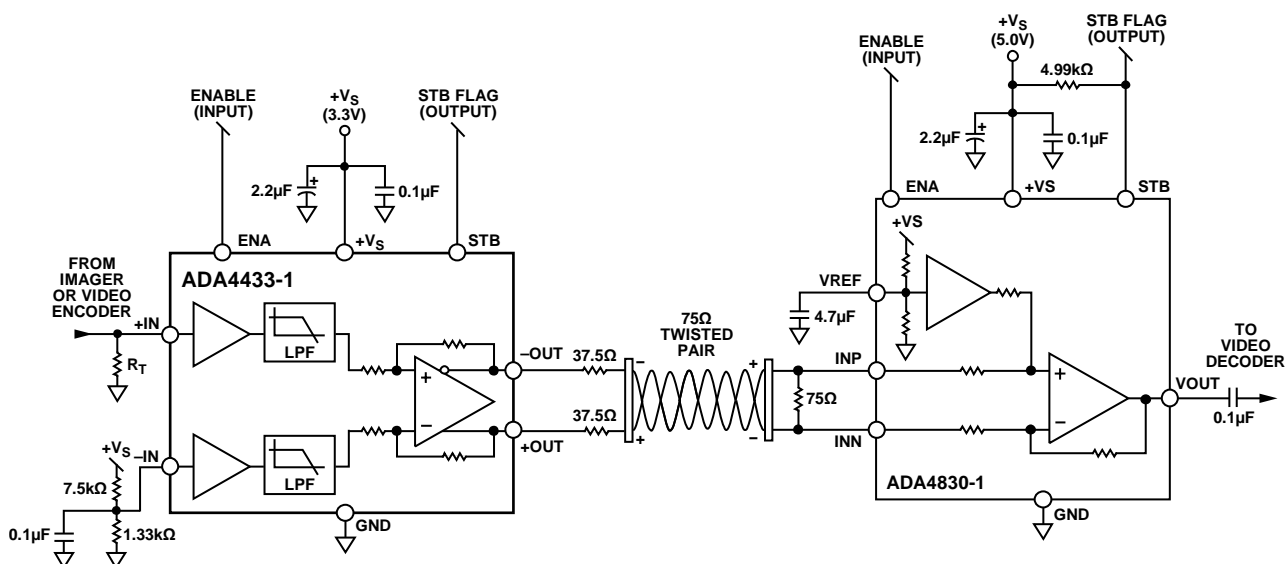 ENABLE
(INPUT)
+VS
(3.3V)
STB FLAG
(OUTPUT)
2.2µF
+
0.1µF
ENA
+VS
STB
FROM
IMAGER
OR VIDEO
ENCODER
+IN
RT
ADA4433-1
LPF
+
−
–OUT
+OUT
+VS
–IN
7.5kΩ
0.1µF
1.33kΩ
LPF
GND
37.5Ω
37.5Ω
75Ω
TWISTED
PAIR
−
+
+
−
75Ω
ENABLE
(INPUT)
+VS
(5.0V)
STB FLAG
(OUTPUT)
4.99kΩ
2.2µF
+
0.1µF
ENA
+VS
STB
+VS
VREF
4.7µF
INP
INN
+
−
ADA4830-1
GND
VOUT
TO
VIDEO
DECODER
0.1µF